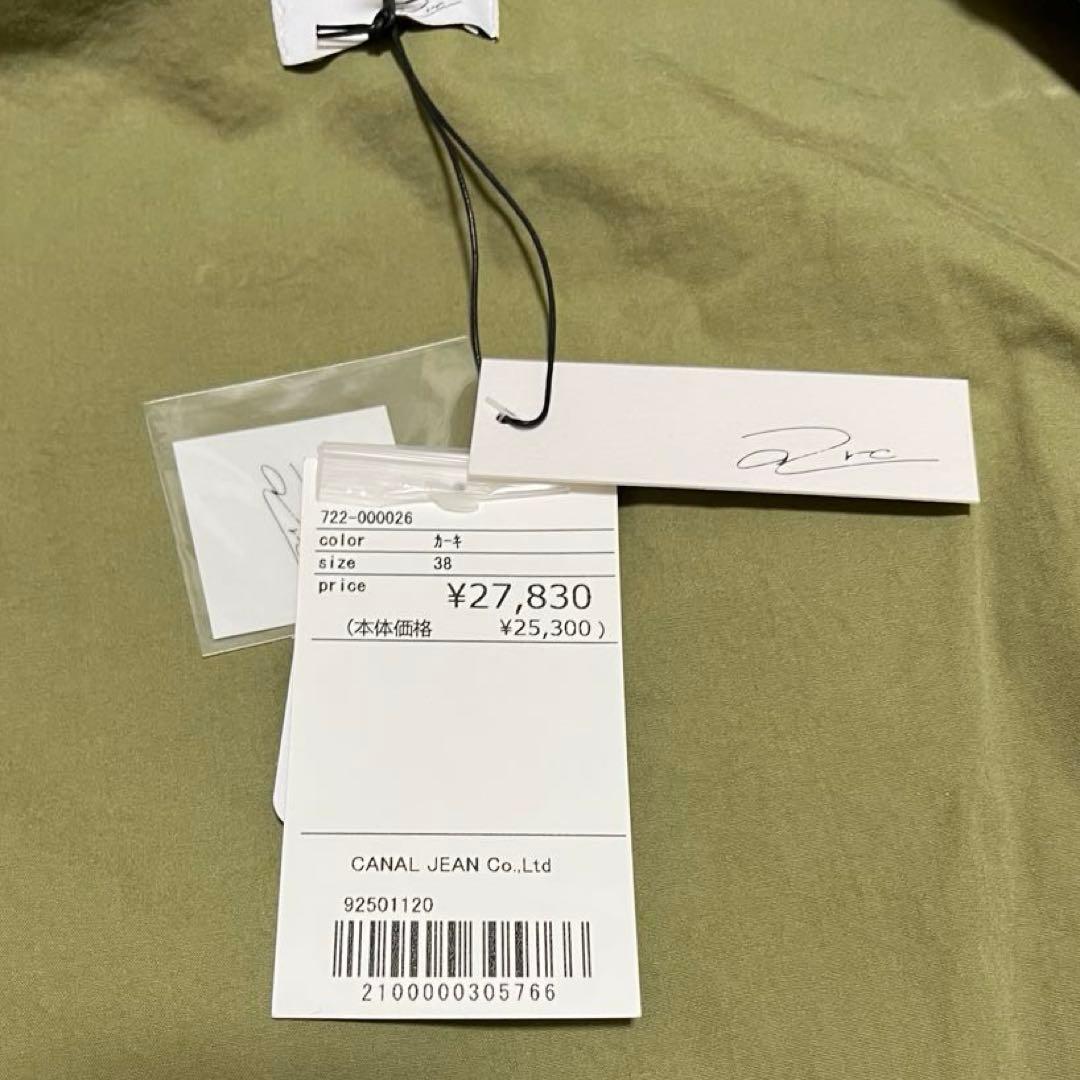 722-000026
color カーキ
size 38
price ¥27,830
(本体価格 ¥25,300)
CANAL JEAN Co.,Ltd
92501120
2100000305766